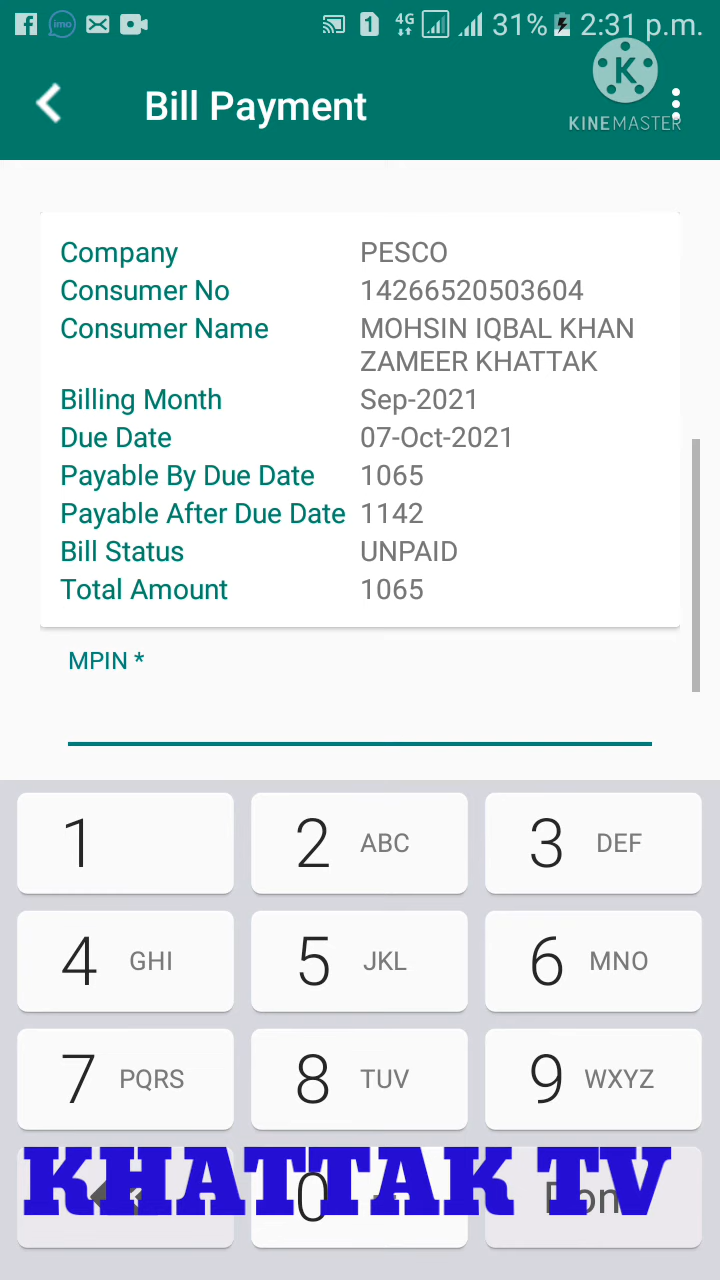 imo 1 4G 31% 2:31 p.m.
Bill Payment
K
KINEMASTER
Company PESCO
Consumer No 14266520503604
Consumer Name MOHSIN IQBAL KHAN
ZAMEER KHATTAK
Billing Month Sep-2021
Due Date 07-Oct-2021
Payable By Due Date 1065
Payable After Due Date 1142
Bill Status UNPAID
Total Amount 1065
MPIN *
1 2 ABC 3 DEF
4 GHI 5 JKL 6 MNO
7 PQRS 8 TUV 9 WXYZ
KHATTAK TV
0